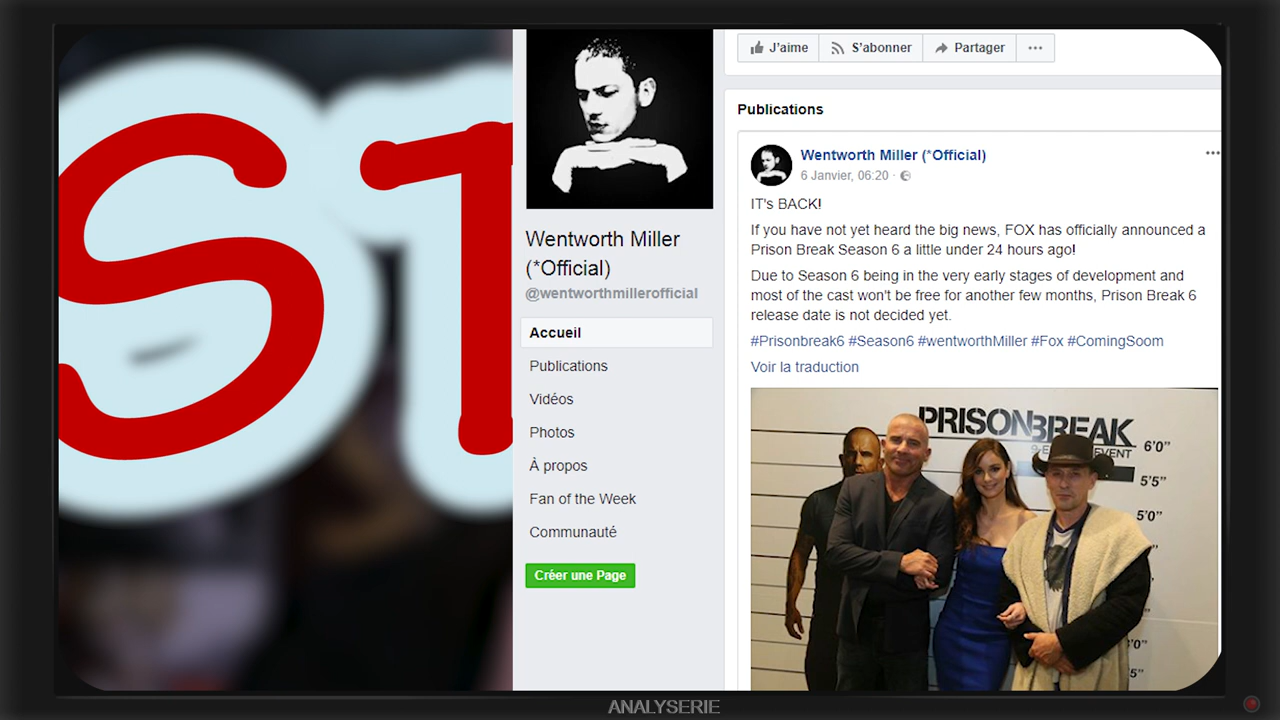 ST
J'aime
S'abonner
Partager
Wentworth Miller
(*Official)
@wentworthmillerofficial
Accueil
Publications
Vidéos
Photos
À propos
Fan of the Week
Communauté
Créer une Page
Publications
Wentworth Miller (*Official)
6 Janvier, 06:20 ·
IT's BACK!
If you have not yet heard the big news, FOX has officially announced a
Prison Break Season 6 a little under 24 hours ago!
Due to Season 6 being in the very early stages of development and
most of the cast won't be free for another few months, Prison Break 6
release date is not decided yet.
#Prisonbreak6 #Season6 #wentworthMiller #Fox #ComingSoom
Voir la traduction
PRISON BREAK
EVENT
6'0"
5'5"
5'0"
ANALYSERIE